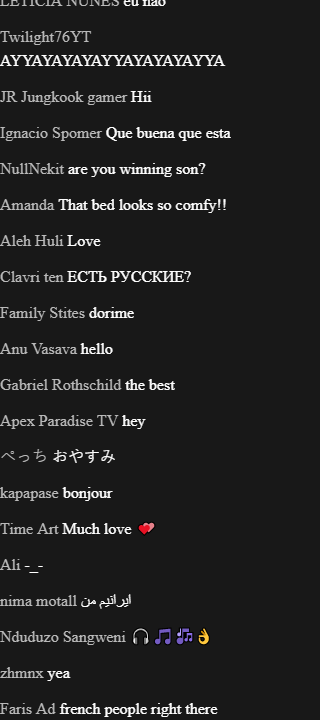 LETICIA NUNES eu não
Twilight76YT
AYYAYAYAYAYYAYAYAYAYYA
JR Jungkook gamer Hii
Ignacio Spomer Que buena que esta
NullNekit are you winning son?
Amanda That bed looks so comfy!!
Aleh Huli Love
Clavri ten ЕСТЬ РУССКИЕ?
Family Stites dorime
Anu Vasava hello
Gabriel Rothschild the best
Apex Paradise TV hey
ぺっち おやすみ
kapapase bonjour
Time Art Much love 💕
Ali -_-
nima motall ایرانیم من
Nduduzo Sangweni 🎧🎵🎶👌
zhmnx yea
Faris Ad french people right there